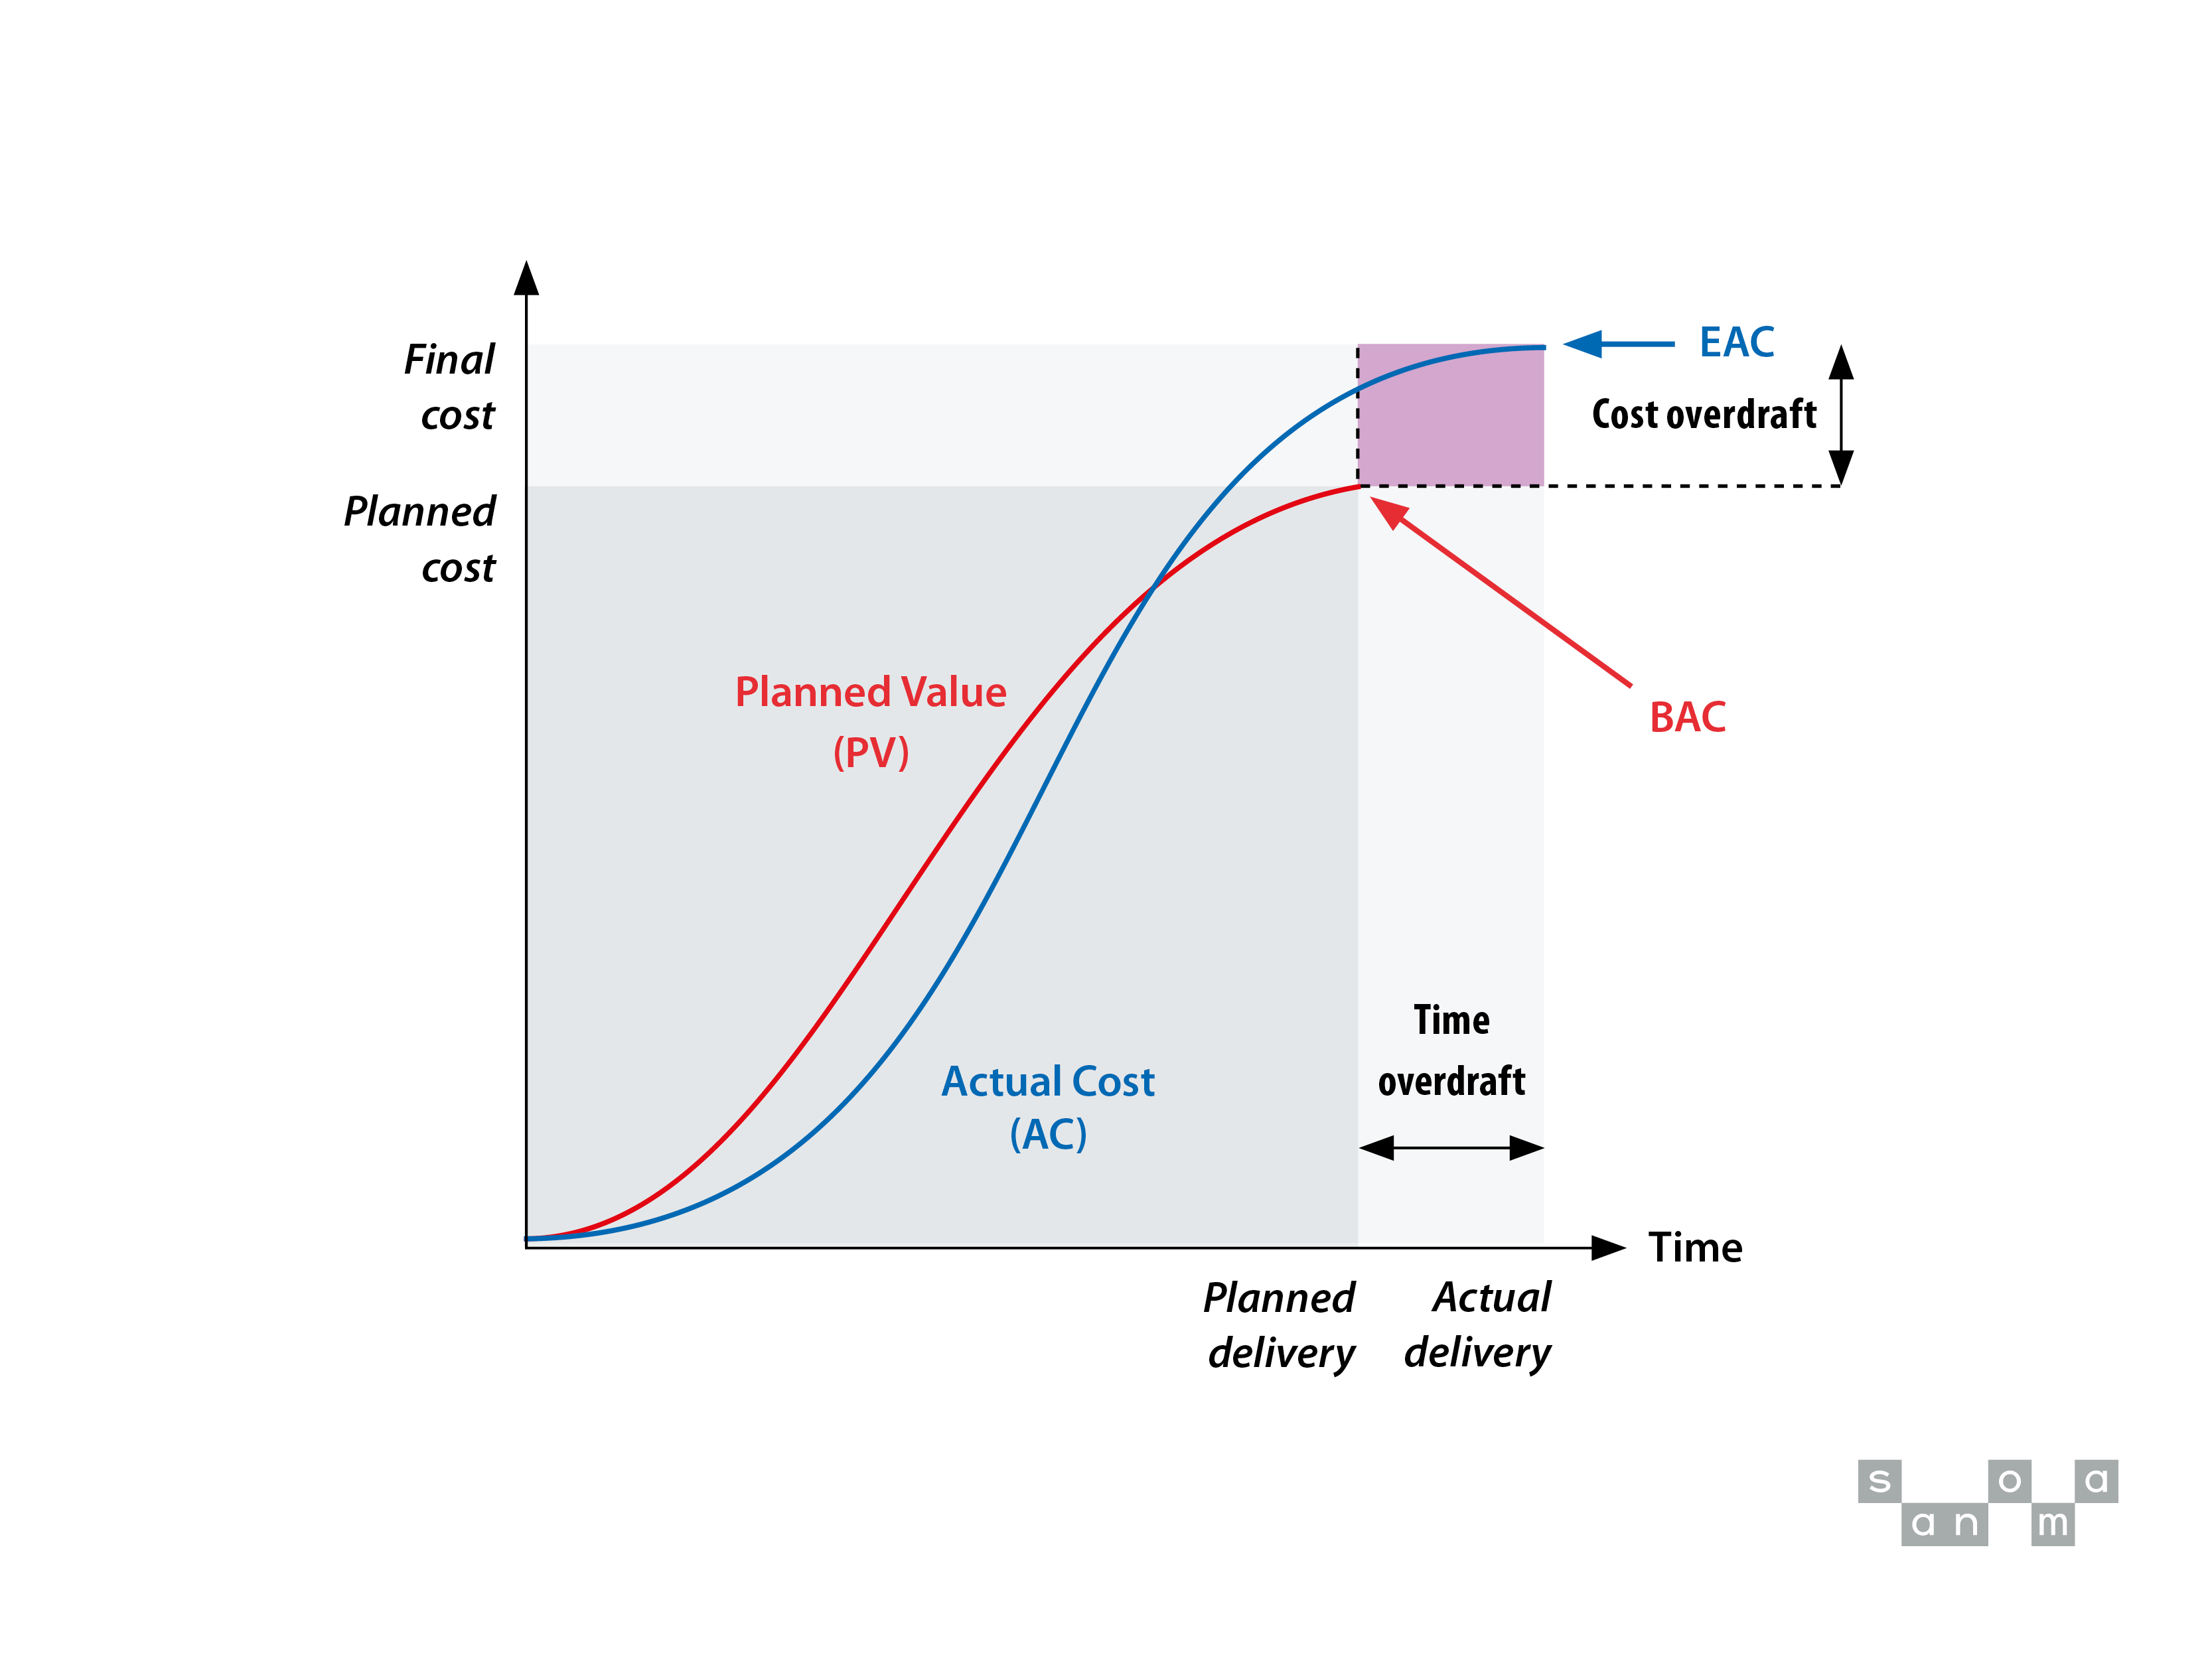 Final
cost
EAC
Cost overdraft
Planned
cost
Planned Value
(PV)
BAC
Time
overdraft
Actual Cost
(AC)
Time
Planned
delivery
Actual
delivery
sanoma